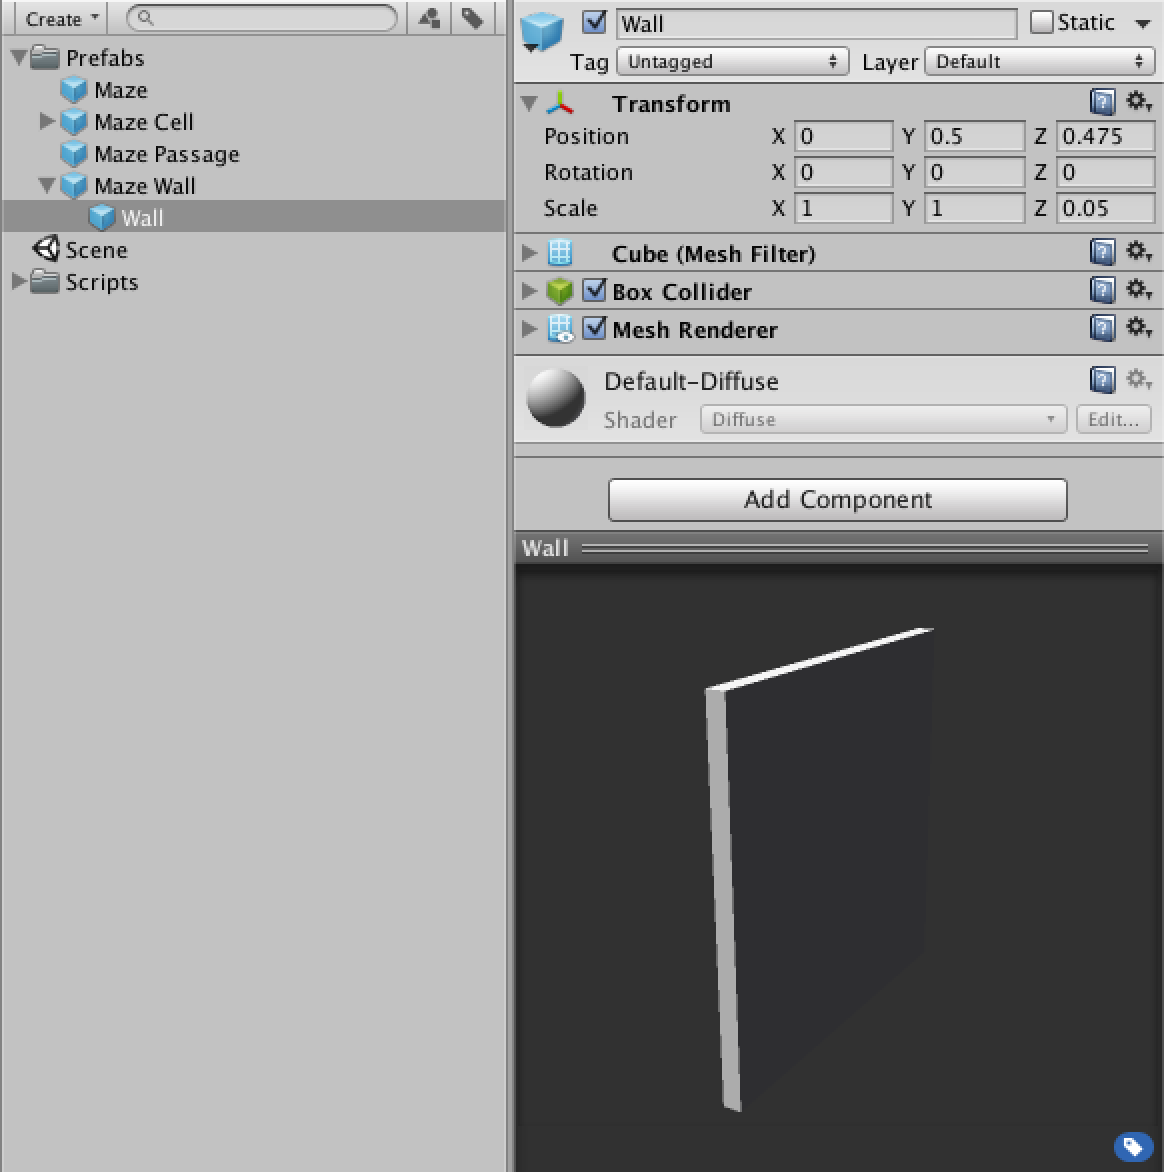 Create
Prefabs
Maze
Maze Cell
Maze Passage
Maze Wall
Wall
Scene
Scripts
Wall Static
Tag Untagged Layer Default
Transform
Position X 0 Y 0.5 Z 0.475
Rotation X 0 Y 0 Z 0
Scale X 1 Y 1 Z 0.05
Cube (Mesh Filter)
Box Collider
Mesh Renderer
Default-Diffuse
Shader Diffuse Edit...
Add Component
Wall